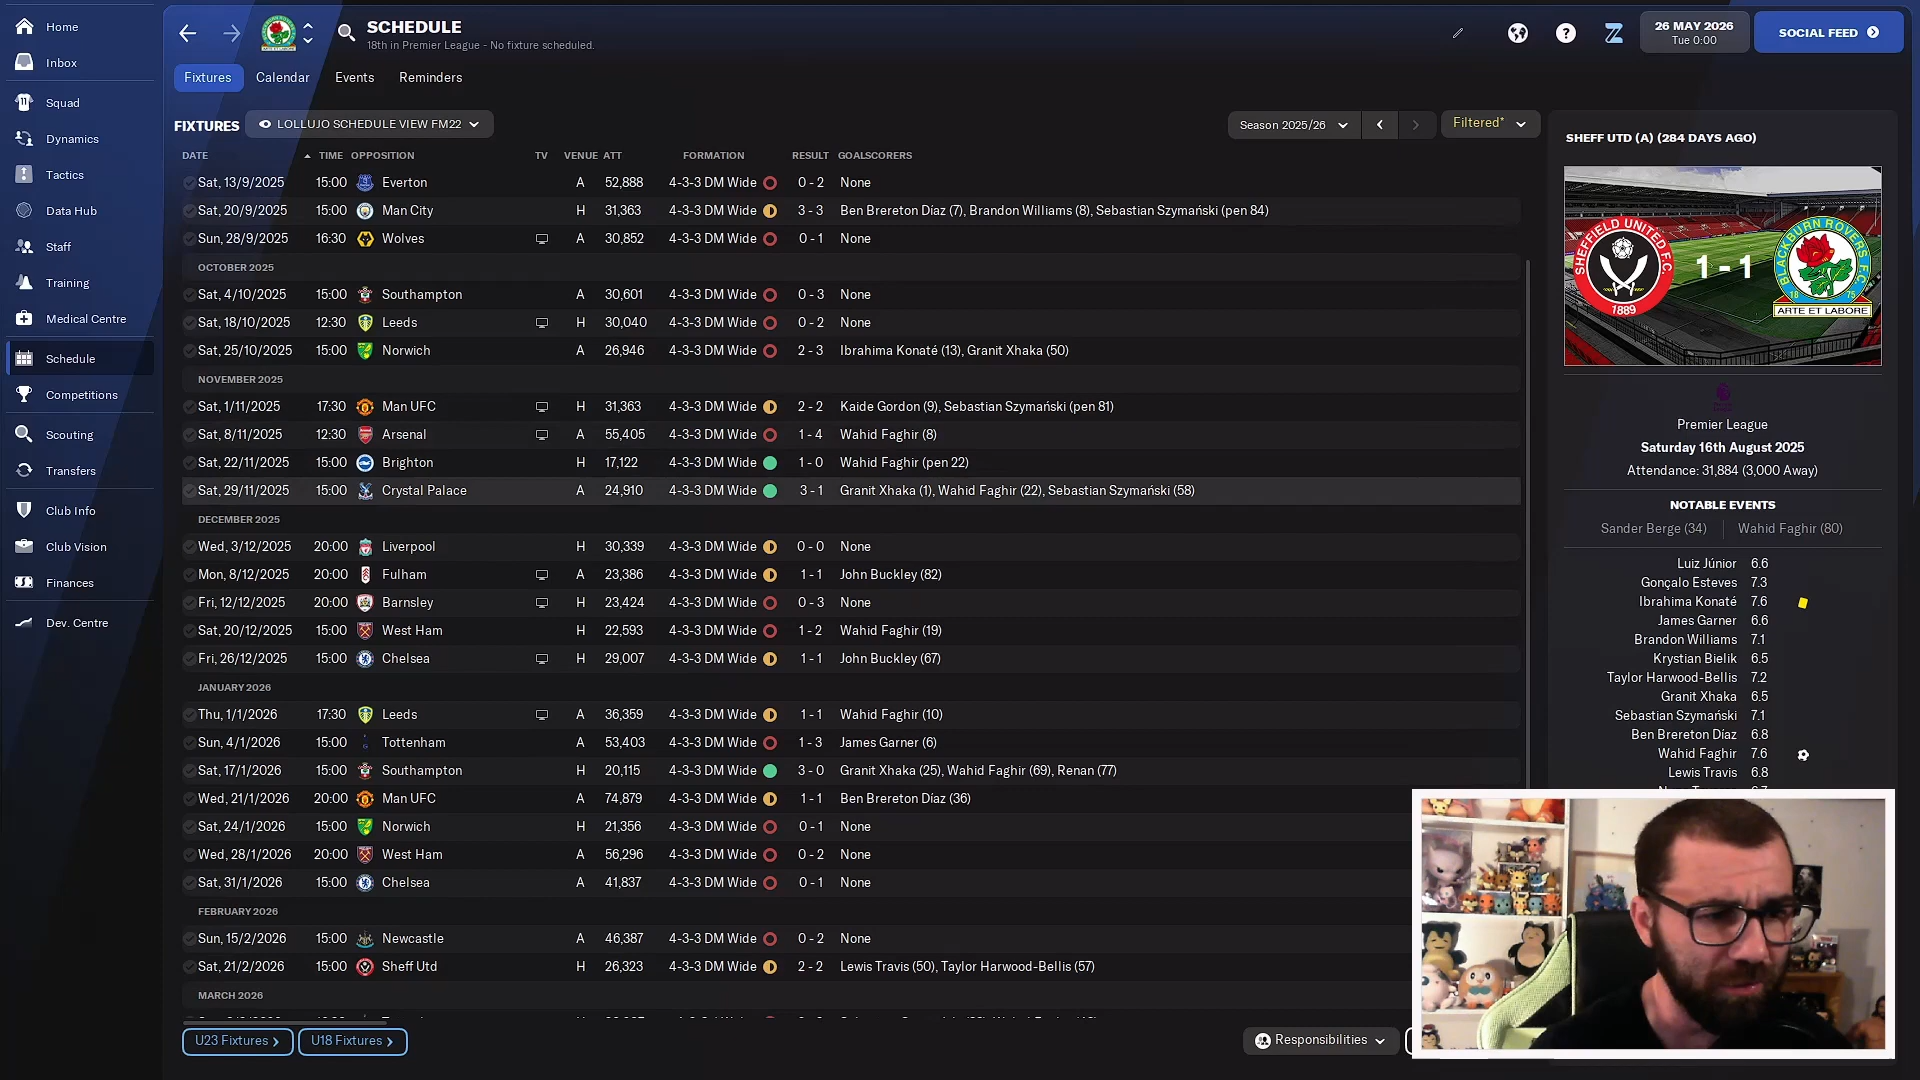 Home
Inbox
Squad
Dynamics
Tactics
Data Hub
Staff
Training
Medical Centre
Schedule
Competitions
Scouting
Transfers
Club Info
Club Vision
Finances
Dev. Centre
SCHEDULE
18th in Premier League - No fixture scheduled.
26 MAY 2026
Tue 0:00
SOCIAL FEED
Fixtures Calendar Events Reminders
FIXTURES LOLLUJO SCHEDULE VIEW FM22 Season 2025/26 Filtered*
DATE TIME OPPOSITION TV VENUE ATT FORMATION RESULT GOALSCORERS
Sat, 13/9/2025 15:00 Everton A 52,888 4-3-3 DM Wide 0 - 2 None
Sat, 20/9/2025 15:00 Man City H 31,363 4-3-3 DM Wide 3 - 3 Ben Brereton Díaz (7), Brandon Williams (8), Sebastian Szymański (pen 84)
Sun, 28/9/2025 16:30 Wolves A 30,852 4-3-3 DM Wide 0 - 1 None
OCTOBER 2025
Sat, 4/10/2025 15:00 Southampton A 30,601 4-3-3 DM Wide 0 - 3 None
Sat, 18/10/2025 12:30 Leeds H 30,040 4-3-3 DM Wide 0 - 2 None
Sat, 25/10/2025 15:00 Norwich A 26,946 4-3-3 DM Wide 2 - 3 Ibrahima Konaté (13), Granit Xhaka (50)
NOVEMBER 2025
Sat, 1/11/2025 17:30 Man UFC H 31,363 4-3-3 DM Wide 2 - 2 Kaide Gordon (9), Sebastian Szymański (pen 81)
Sat, 8/11/2025 12:30 Arsenal A 55,405 4-3-3 DM Wide 1 - 4 Wahid Faghir (8)
Sat, 22/11/2025 15:00 Brighton H 17,122 4-3-3 DM Wide 1 - 0 Wahid Faghir (pen 22)
Sat, 29/11/2025 15:00 Crystal Palace A 24,910 4-3-3 DM Wide 3 - 1 Granit Xhaka (1), Wahid Faghir (22), Sebastian Szymański (58)
DECEMBER 2025
Wed, 3/12/2025 20:00 Liverpool H 30,339 4-3-3 DM Wide 0 - 0 None
Mon, 8/12/2025 20:00 Fulham A 23,386 4-3-3 DM Wide 1 - 1 John Buckley (82)
Fri, 12/12/2025 20:00 Barnsley H 23,424 4-3-3 DM Wide 0 - 3 None
Sat, 20/12/2025 15:00 West Ham H 22,593 4-3-3 DM Wide 1 - 2 Wahid Faghir (19)
Fri, 26/12/2025 15:00 Chelsea H 29,007 4-3-3 DM Wide 1 - 1 John Buckley (67)
JANUARY 2026
Thu, 1/1/2026 17:30 Leeds A 36,359 4-3-3 DM Wide 1 - 1 Wahid Faghir (10)
Sun, 4/1/2026 15:00 Tottenham A 53,403 4-3-3 DM Wide 1 - 3 James Garner (6)
Sat, 17/1/2026 15:00 Southampton H 20,115 4-3-3 DM Wide 3 - 0 Granit Xhaka (25), Wahid Faghir (69), Renan (77)
Wed, 21/1/2026 20:00 Man UFC A 74,879 4-3-3 DM Wide 1 - 1 Ben Brereton Díaz (36)
Sat, 24/1/2026 15:00 Norwich H 21,356 4-3-3 DM Wide 0 - 1 None
Wed, 28/1/2026 20:00 West Ham A 56,296 4-3-3 DM Wide 0 - 2 None
Sat, 31/1/2026 15:00 Chelsea A 41,837 4-3-3 DM Wide 0 - 1 None
FEBRUARY 2026
Sun, 15/2/2026 15:00 Newcastle A 46,387 4-3-3 DM Wide 0 - 2 None
Sat, 21/2/2026 15:00 Sheff Utd H 26,323 4-3-3 DM Wide 2 - 2 Lewis Travis (50), Taylor Harwood-Bellis (57)
MARCH 2026
U23 Fixtures U18 Fixtures Responsibilities
SHEFF UTD (A) (284 DAYS AGO)
SHEFFIELD UNITED F.C.
1889
1 - 1
BLACKBURN ROVERS F.C.
18 75
ARTE ET LABORE
Premier League
Saturday 16th August 2025
Attendance: 31,884 (3,000 Away)
NOTABLE EVENTS
Sander Berge (34) Wahid Faghir (80)
Luiz Júnior 6.6
Gonçalo Esteves 7.3
Ibrahima Konaté 7.6
James Garner 6.6
Brandon Williams 7.1
Krystian Bielik 6.5
Taylor Harwood-Bellis 7.2
Granit Xhaka 6.5
Sebastian Szymański 7.1
Ben Brereton Díaz 6.8
Wahid Faghir 7.6
Lewis Travis 6.8